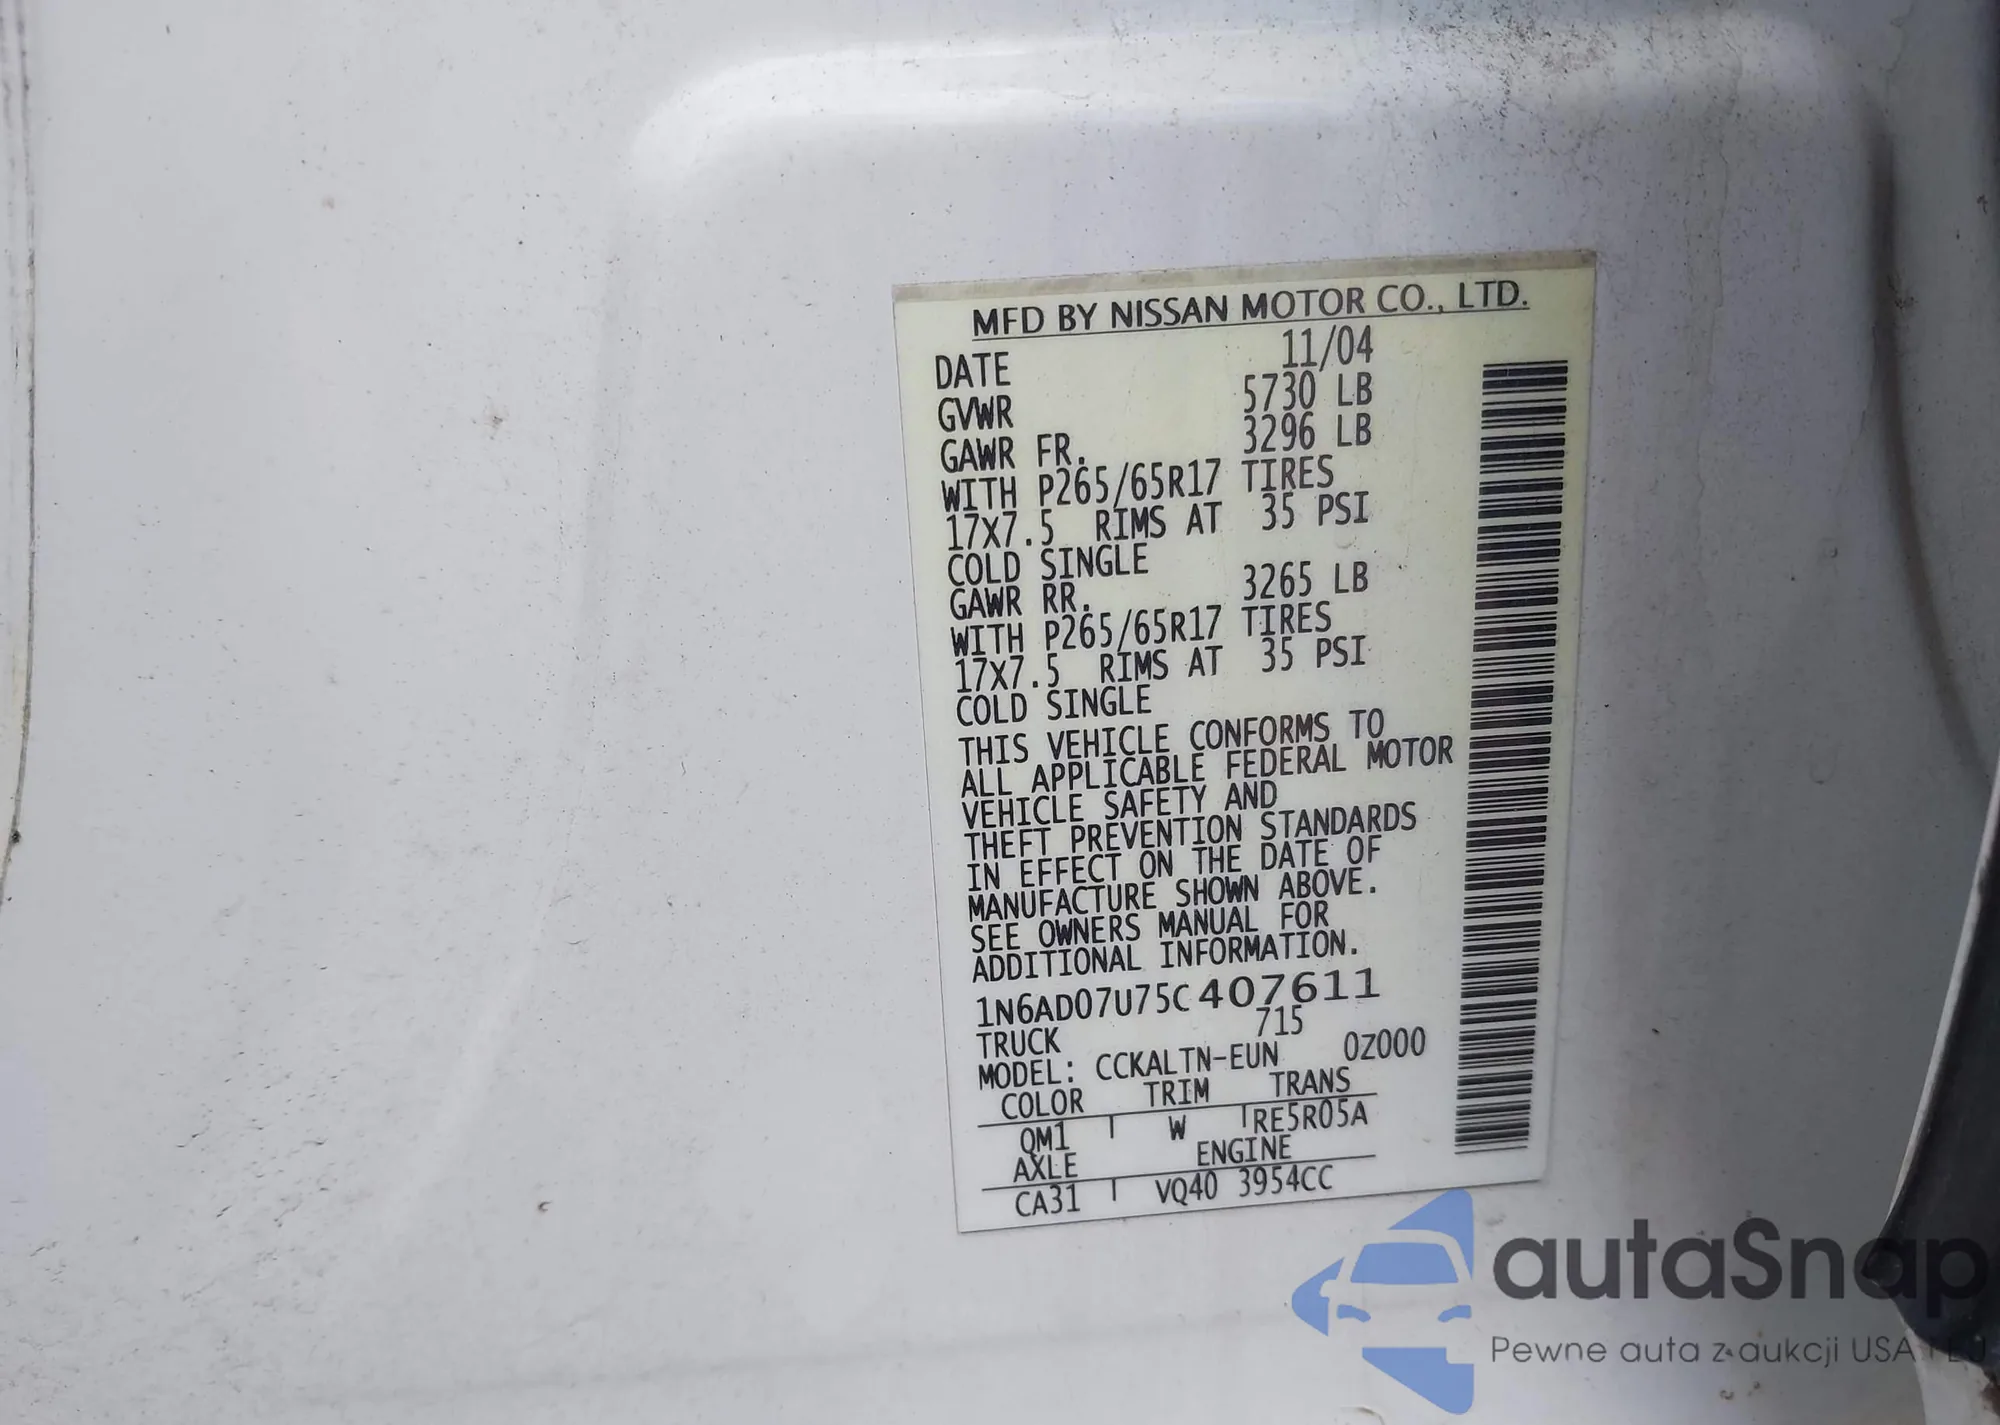 MFD BY NISSAN MOTOR CO., LTD.
DATE 11/04
GVWR 5730 LB
GAWR FR. 3296 LB
WITH P265/65R17 TIRES
17X7.5 RIMS AT 35 PSI
COLD SINGLE
GAWR RR. 3265 LB
WITH P265/65R17 TIRES
17X7.5 RIMS AT 35 PSI
COLD SINGLE
THIS VEHICLE CONFORMS TO
ALL APPLICABLE FEDERAL MOTOR
VEHICLE SAFETY AND
THEFT PREVENTION STANDARDS
IN EFFECT ON THE DATE OF
MANUFACTURE SHOWN ABOVE.
SEE OWNERS MANUAL FOR
ADDITIONAL INFORMATION.
1N6AD07U75C407611
TRUCK 715
MODEL: CCKALTN-EUN 0Z000
COLOR TRIM TRANS
QM1 W RE5R05A
AXLE ENGINE
CA31 VQ40 3954CC
autaSnap
Pewne auta z aukcji USA i EU